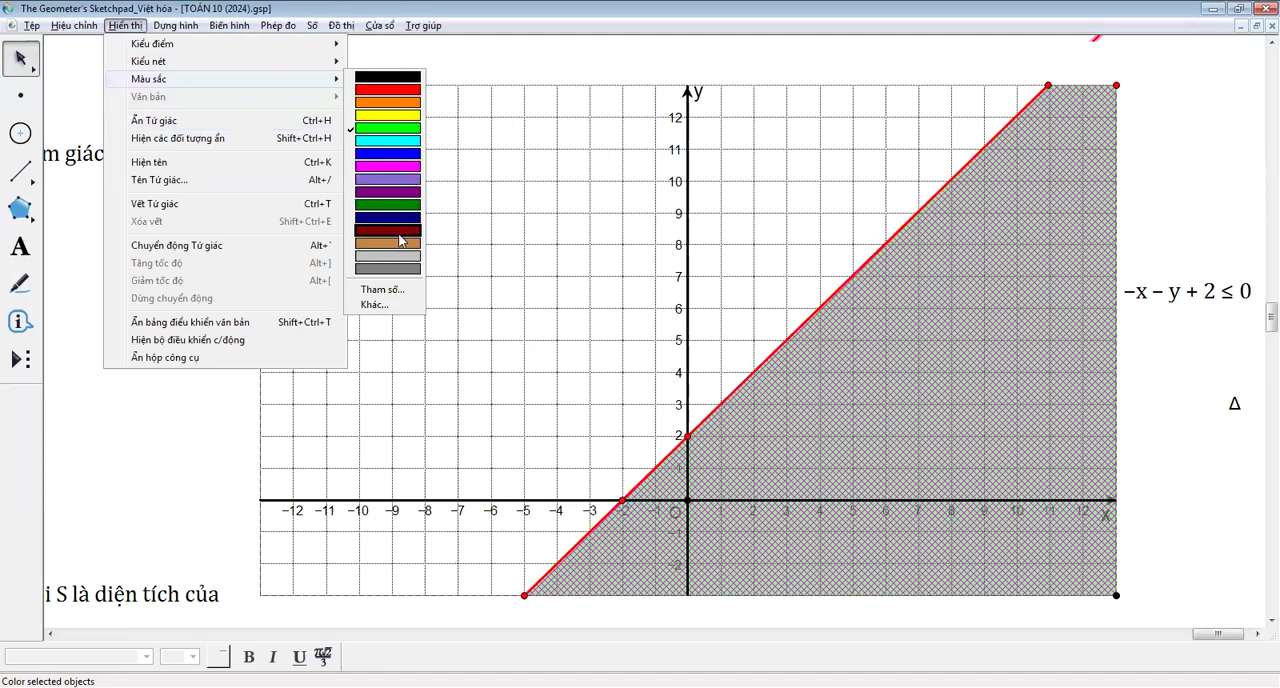 The Geometer's Sketchpad_Việt hóa - [TOÁN 10 (2024).gsp]
Tệp Hiệu chỉnh Hiển thị Dựng hình Biến hình Phép đo Số Đồ thị Cửa sổ Trợ giúp
Kiểu điểm
Kiểu nét
Màu sắc
Văn bản
Ẩn Tứ giác Ctrl+H
Hiện các đối tượng ẩn Shift+Ctrl+H
Hiện tên Ctrl+K
Tên Tứ giác... Alt+/
Vết Tứ giác Ctrl+T
Xóa vết Shift+Ctrl+E
Chuyển động Tứ giác Alt+`
Tăng tốc độ Alt+]
Giảm tốc độ Alt+[
Dừng chuyển động
Ẩn bảng điều khiển văn bản Shift+Ctrl+T
Hiện bộ điều khiển c/động
Ẩn hộp công cụ
Tham số...
Khác...
m giác
A
y
12
11
10
9
8
7
6
5
4
3
2
1
−12 −11 −10 −9 −8 −7 −6 −5 −4 −3 −2 −1 O 1 2 3 4 5 6 7 8 9 10 11 12 x
−1
−2
−x − y + 2 ≤ 0
Δ
i S là diện tích của
B I U
Color selected objects